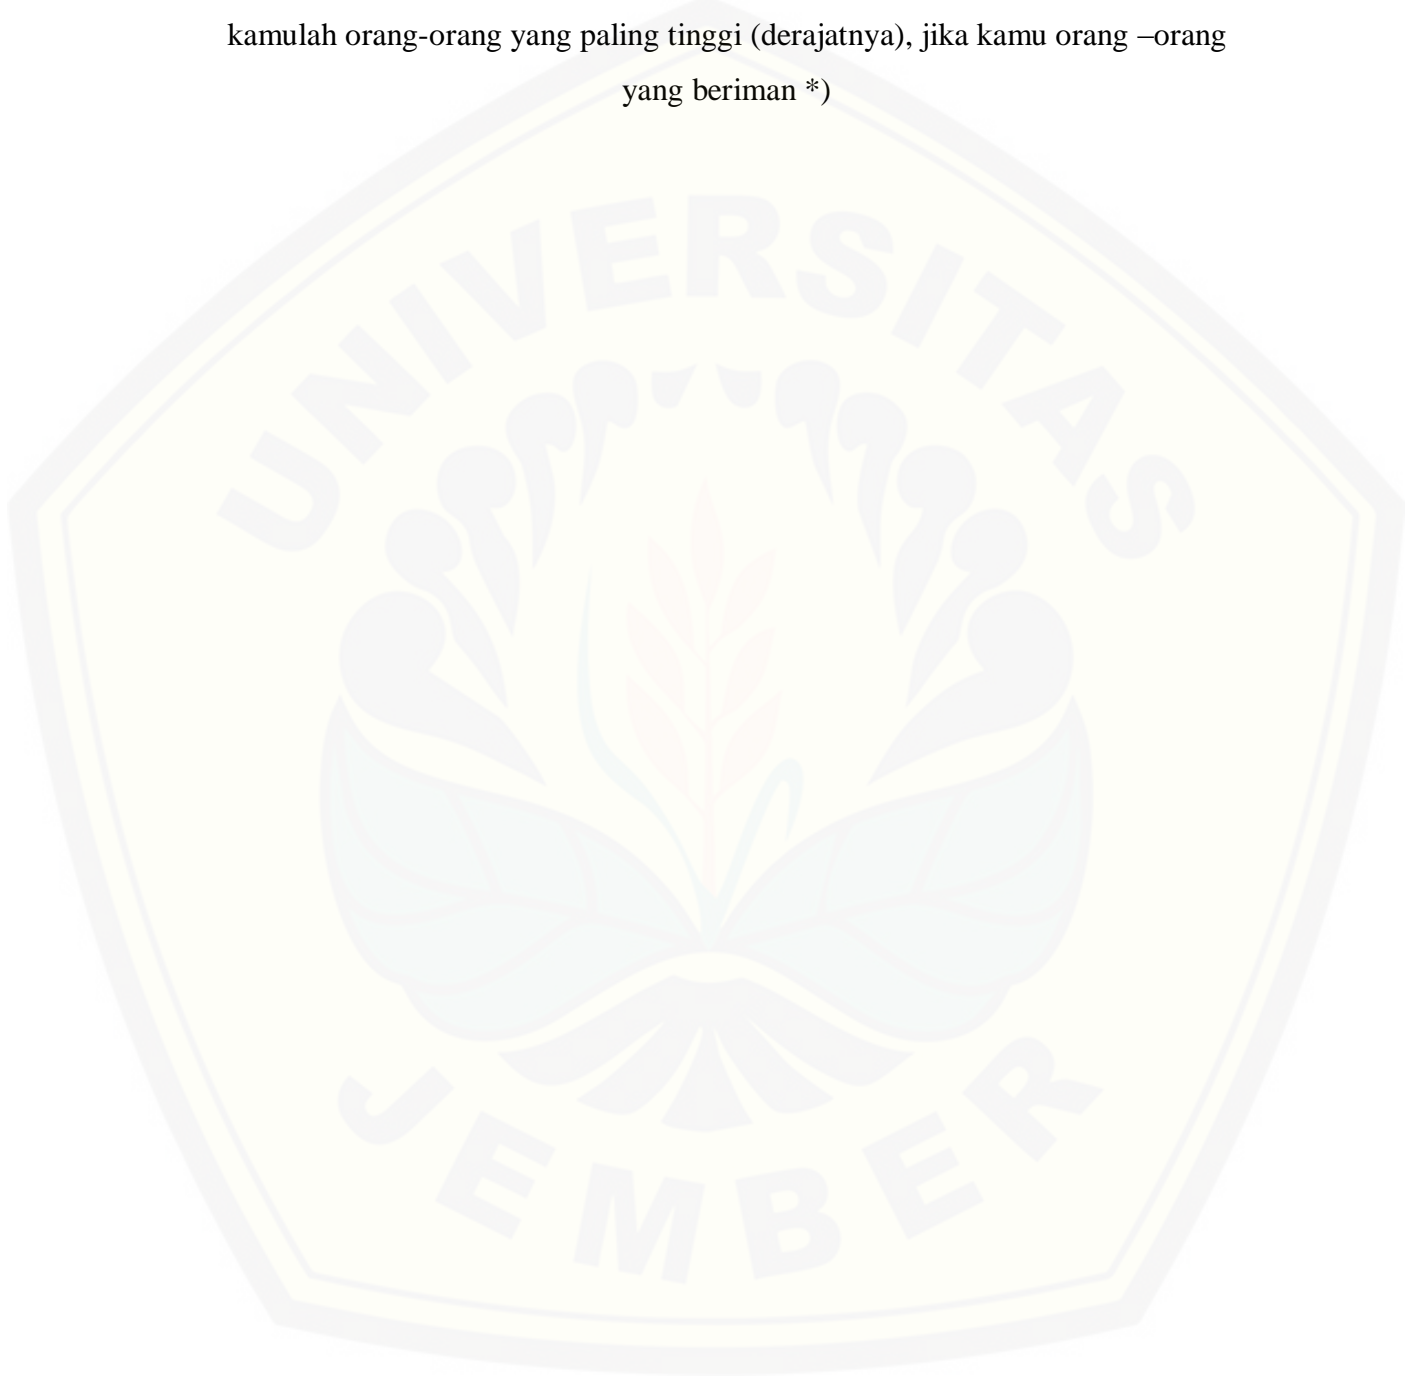 kamulah orang-orang yang paling tinggi (derajatnya), jika kamu orang –orang
yang beriman *)
UNIVERSITAS
JEMBER